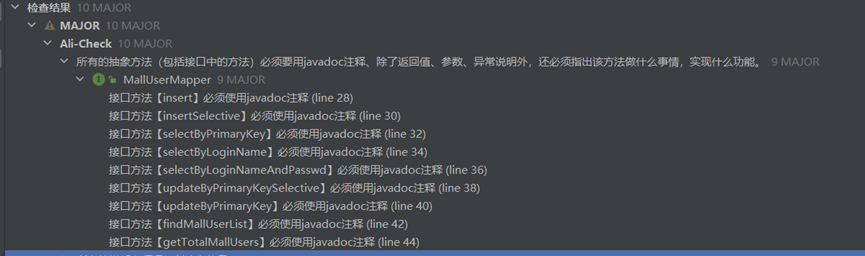 检查结果 10 MAJOR
MAJOR 10 MAJOR
Ali-Check 10 MAJOR
所有的抽象方法（包括接口中的方法）必须要用javadoc注释、除了返回值、参数、异常说明外，还必须指出该方法做什么事情，实现什么功能。 9 MAJOR
MallUserMapper 9 MAJOR
接口方法【insert】必须使用javadoc注释 (line 28)
接口方法【insertSelective】必须使用javadoc注释 (line 30)
接口方法【selectByPrimaryKey】必须使用javadoc注释 (line 32)
接口方法【selectByLoginName】必须使用javadoc注释 (line 34)
接口方法【selectByLoginNameAndPasswd】必须使用javadoc注释 (line 36)
接口方法【updateByPrimaryKeySelective】必须使用javadoc注释 (line 38)
接口方法【updateByPrimaryKey】必须使用javadoc注释 (line 40)
接口方法【findMallUserList】必须使用javadoc注释 (line 42)
接口方法【getTotalMallUsers】必须使用javadoc注释 (line 44)